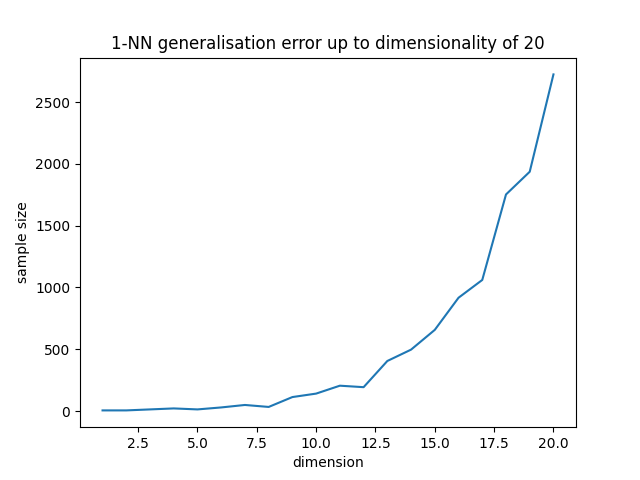 1-NN generalisation error up to dimensionality of 20
2500
2000
1500
1000
500
0
sample size
2.5 5.0 7.5 10.0 12.5 15.0 17.5 20.0
dimension